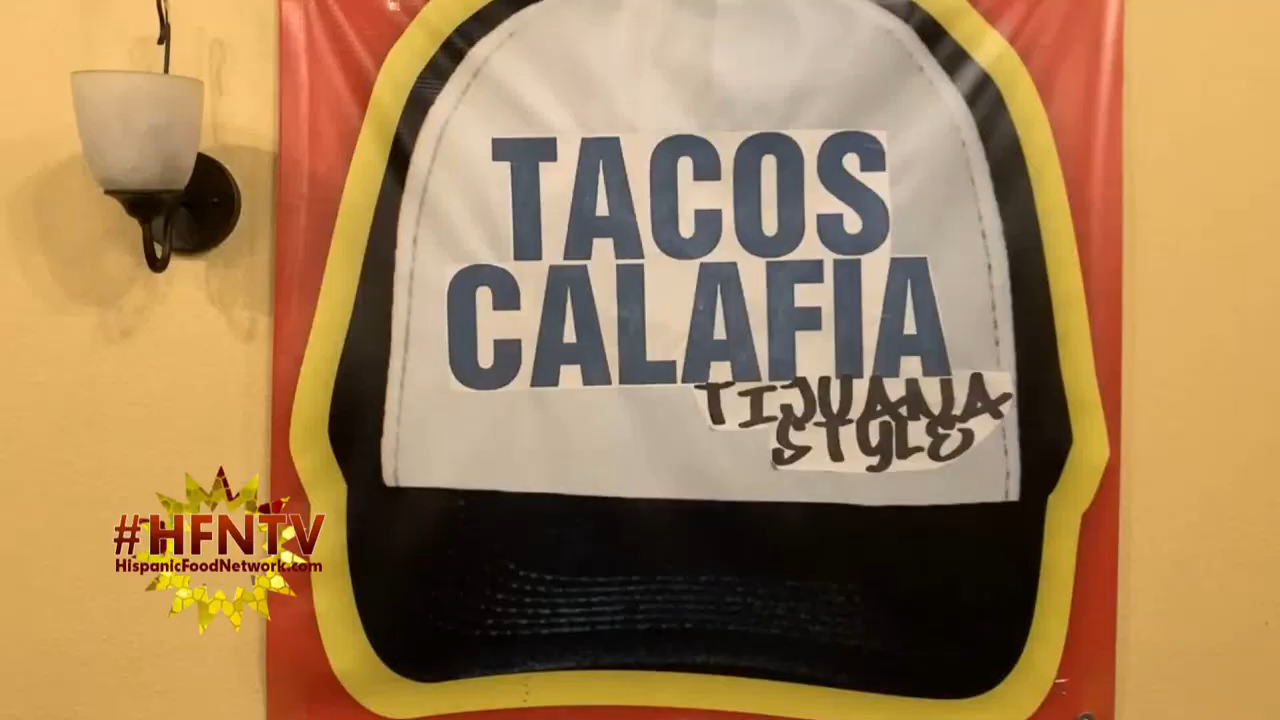 TACOS
CALAFIA
TIJUANA
STYLE
#HFNTV
HispanicFoodNetwork.com